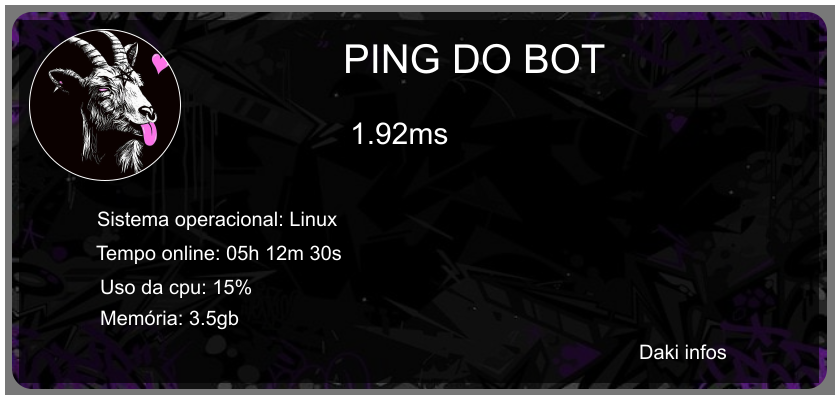 PING DO BOT
1.92ms
Sistema operacional: Linux
Tempo online: 05h 12m 30s
Uso da cpu: 15%
Memória: 3.5gb
Daki infos